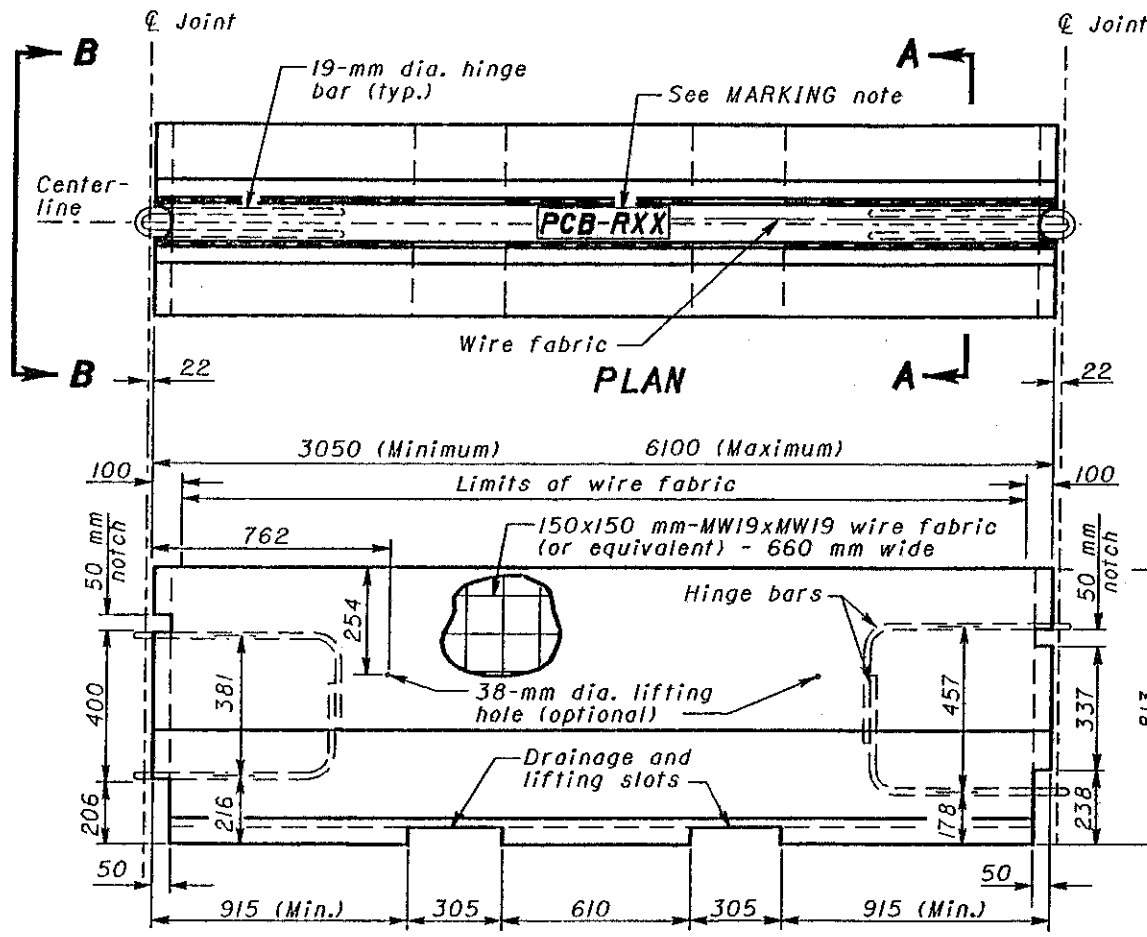 ℄ Joint
℄ Joint
B
A
19-mm dia. hinge
bar (typ.)
See MARKING note
Center-
line
PCB-RXX
Wire fabric
B
PLAN
A
22
22
3050 (Minimum) 6100 (Maximum)
100
Limits of wire fabric
100
150x150 mm-MW19xMW19 wire fabric
(or equivalent) - 660 mm wide
762
50 mm
notch
50 mm
notch
254
Hinge bars
400
381
38-mm dia. lifting
hole (optional)
457
337
813
Drainage and
lifting slots
206
216
178
238
50
50
915 (Min.)
305
610
305
915 (Min.)